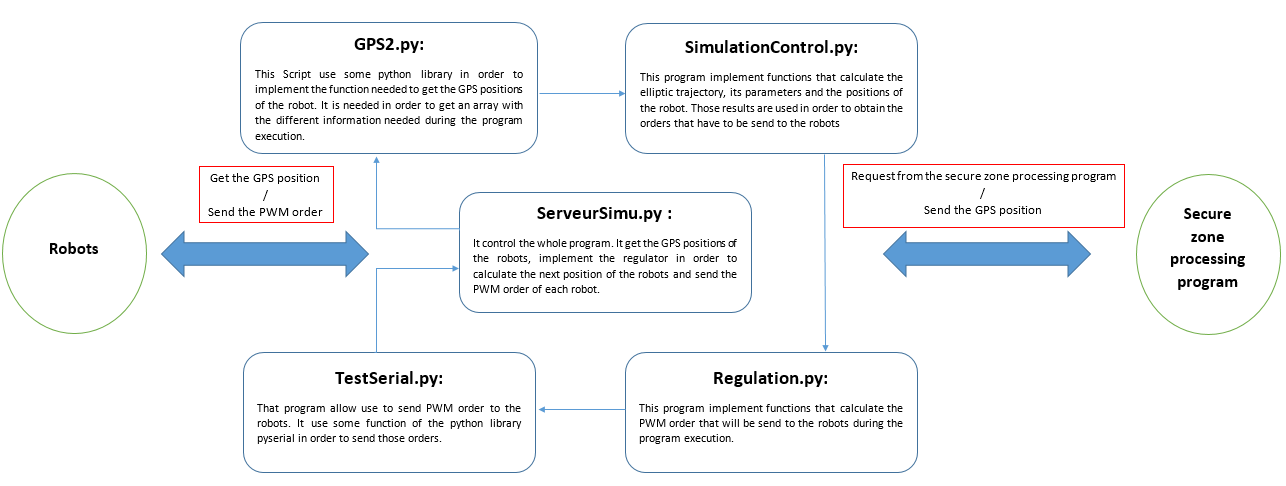 GPS2.py:
This Script use some python library in order to
implement the function needed to get the GPS positions
of the robot. It is needed in order to get an array with
the different information needed during the program
execution.
SimulationControl.py:
This program implement functions that calculate the
elliptic trajectory, its parameters and the positions of
the robot. Those results are used in order to obtain the
orders that have to be send to the robots
Robots
Get the GPS position
/
Send the PWM order
ServeurSimu.py :
It control the whole program. It get the GPS positions of
the robots, implement the regulator in order to
calculate the next position of the robots and send the
PWM order of each robot.
Request from the secure zone processing program
/
Send the GPS position
Secure
zone
processing
program
TestSerial.py:
That program allow use to send PWM order to the
robots. It use some function of the python library
pyserial in order to send those orders.
Regulation.py:
This program implement functions that calculate the
PWM order that will be send to the robots during the
program execution.